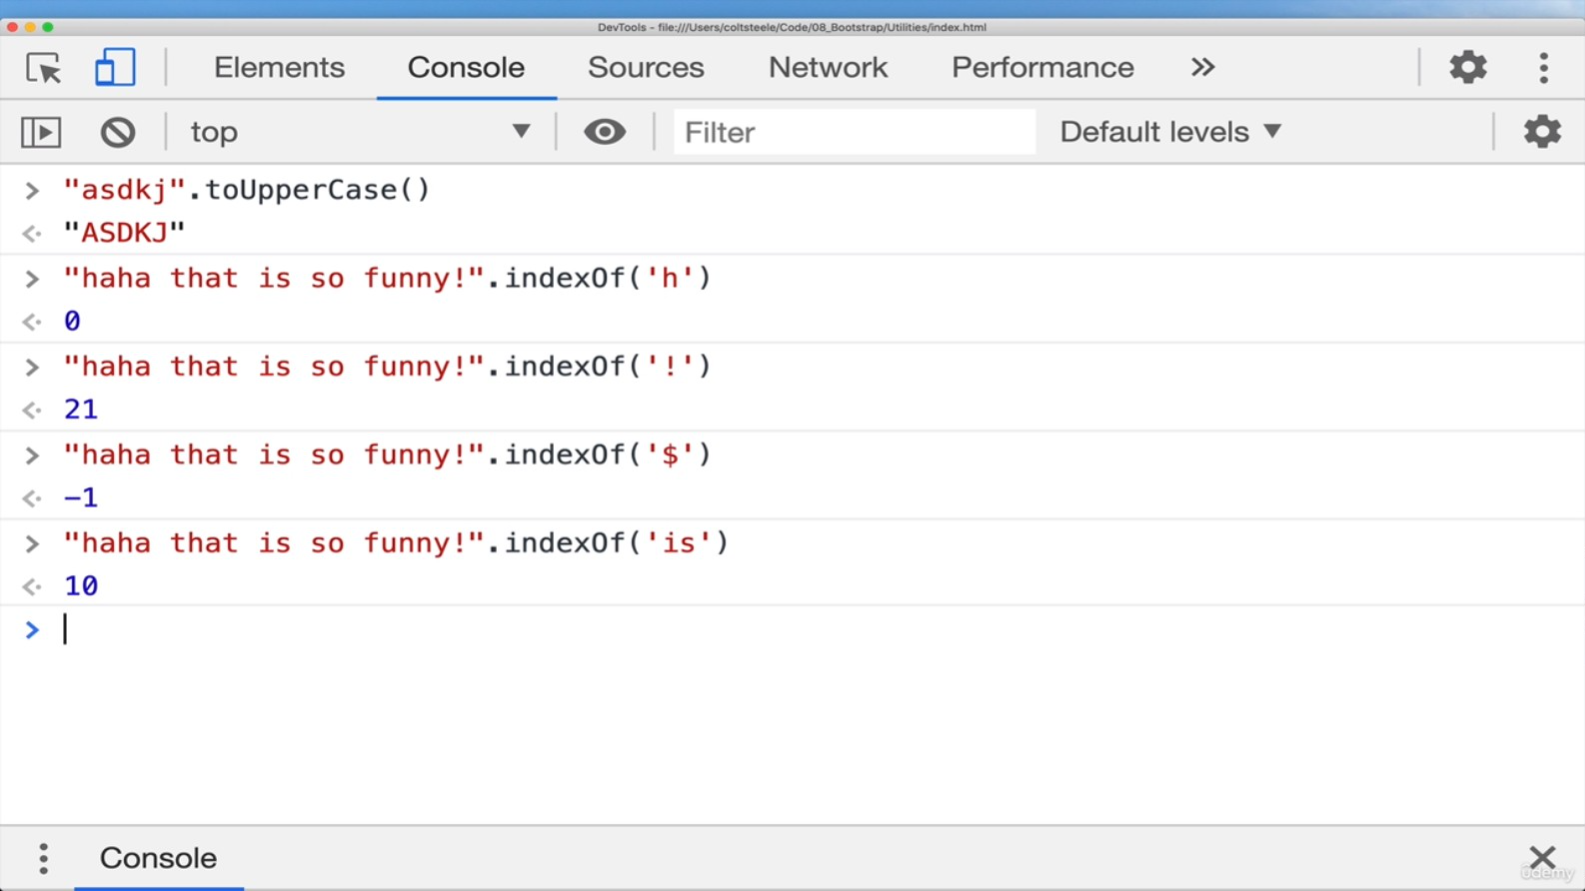 DevTools - file:///Users/coltsteele/Code/08_Bootstrap/Utilities/index.html
Elements Console Sources Network Performance »
top ▼ Filter Default levels ▼
> "asdkj".toUpperCase()
<· "ASDKJ"
> "haha that is so funny!".indexOf('h')
<· 0
> "haha that is so funny!".indexOf('!')
<· 21
> "haha that is so funny!".indexOf('$')
<· -1
> "haha that is so funny!".indexOf('is')
<· 10
>
Console
udemy